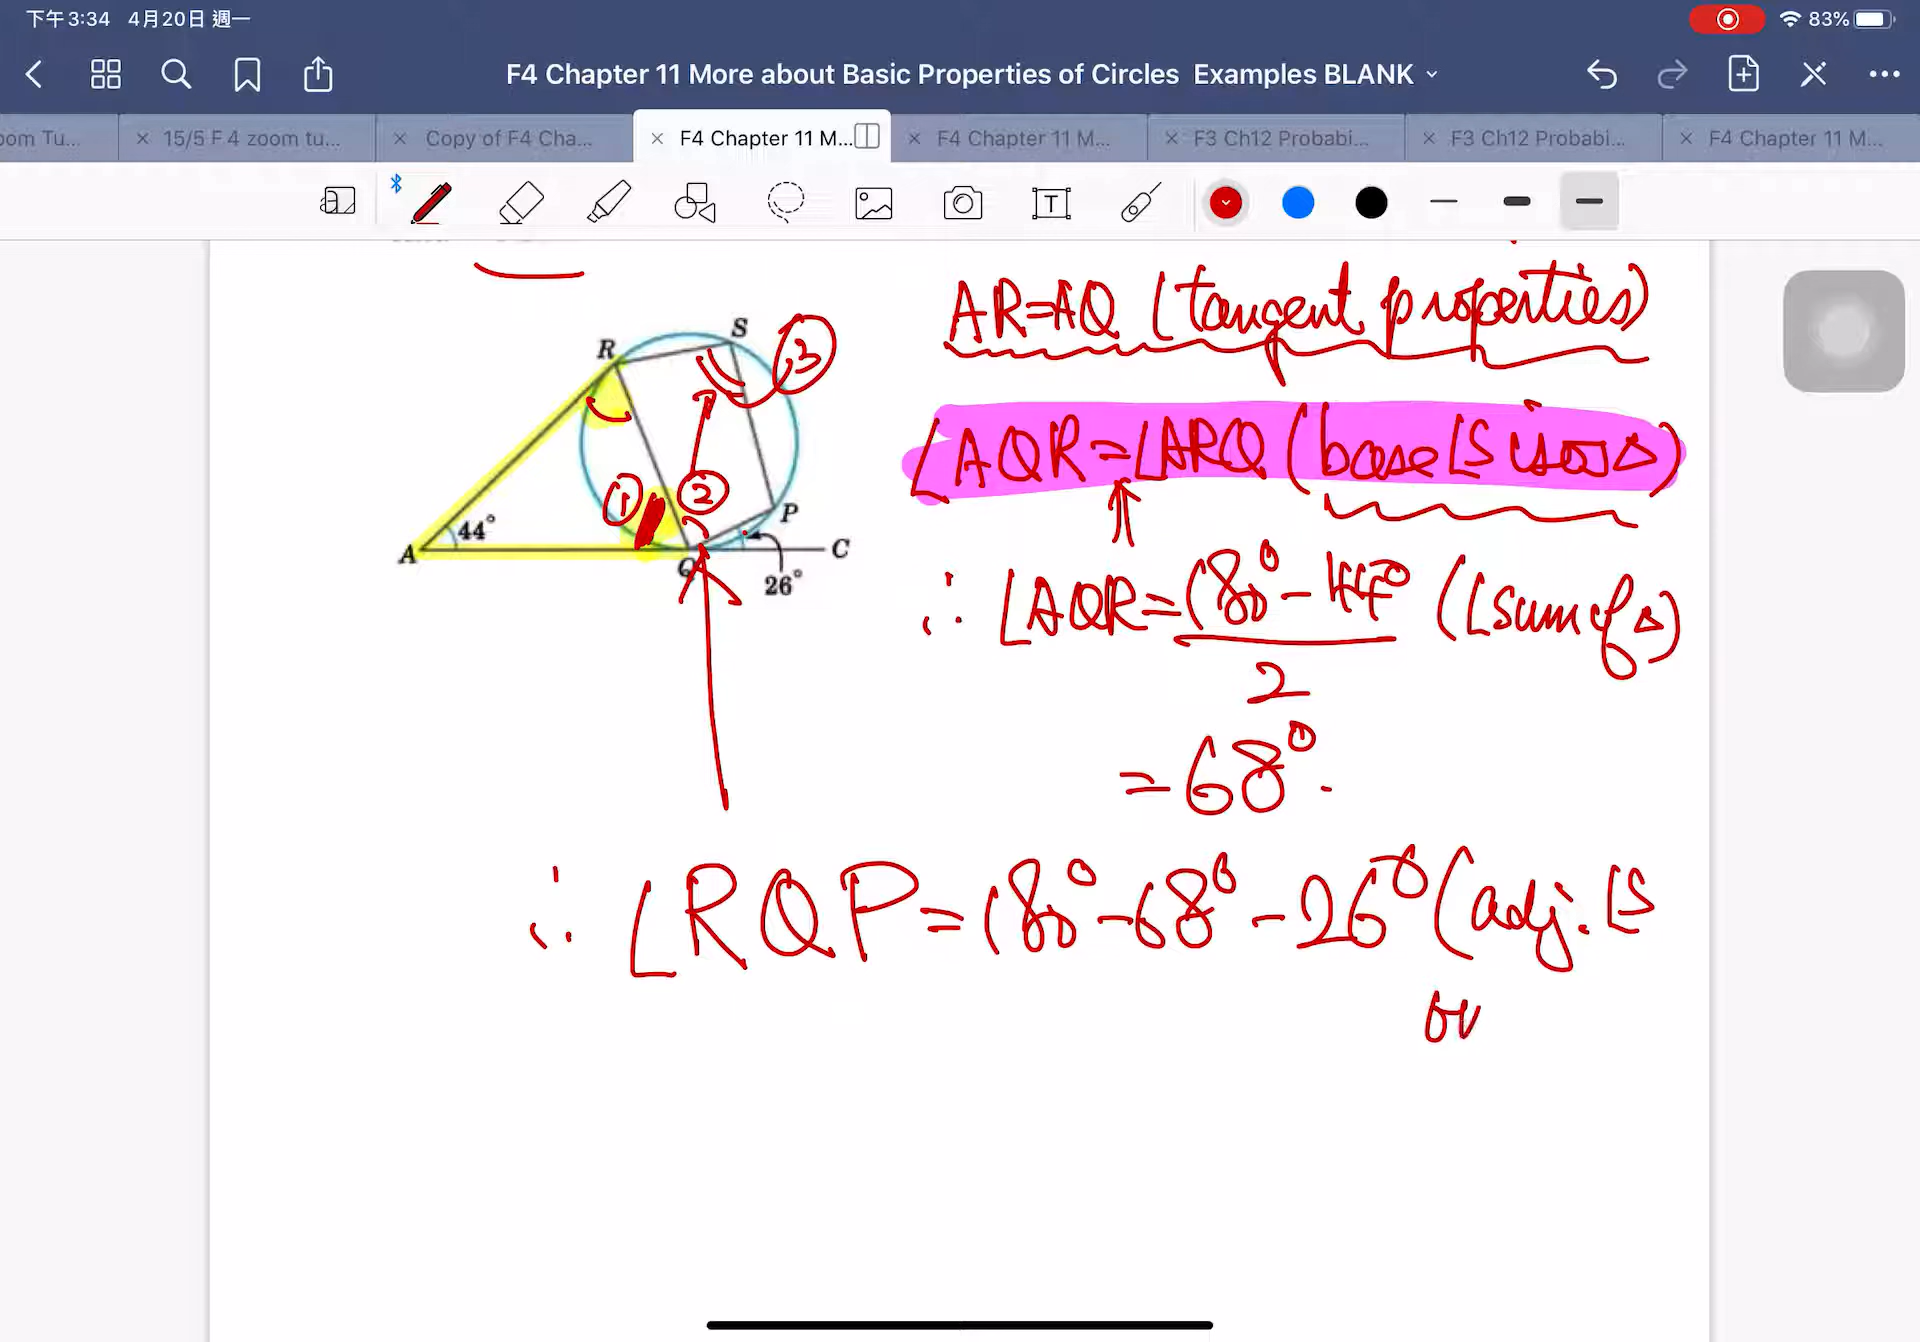 下午3:34 4月20日 週一
83%
F4 Chapter 11 More about Basic Properties of Circles Examples BLANK
oom Tu...
15/5 F 4 zoom tu...
Copy of F4 Cha...
F4 Chapter 11 M...
F4 Chapter 11 M...
F3 Ch12 Probabi...
F3 Ch12 Probabi...
F4 Chapter 11 M...
a
T
AR=AQ (tangent properties)
S
R
3
∠AQR=∠ARQ (base ∠S isos △)
1
2
P
44°
A
Q
C
26°
∴ ∠AQR=180°-44° (∠sum of △)
2
=68°.
∴ ∠RQP=180°-68°-26° (adj. ∠S